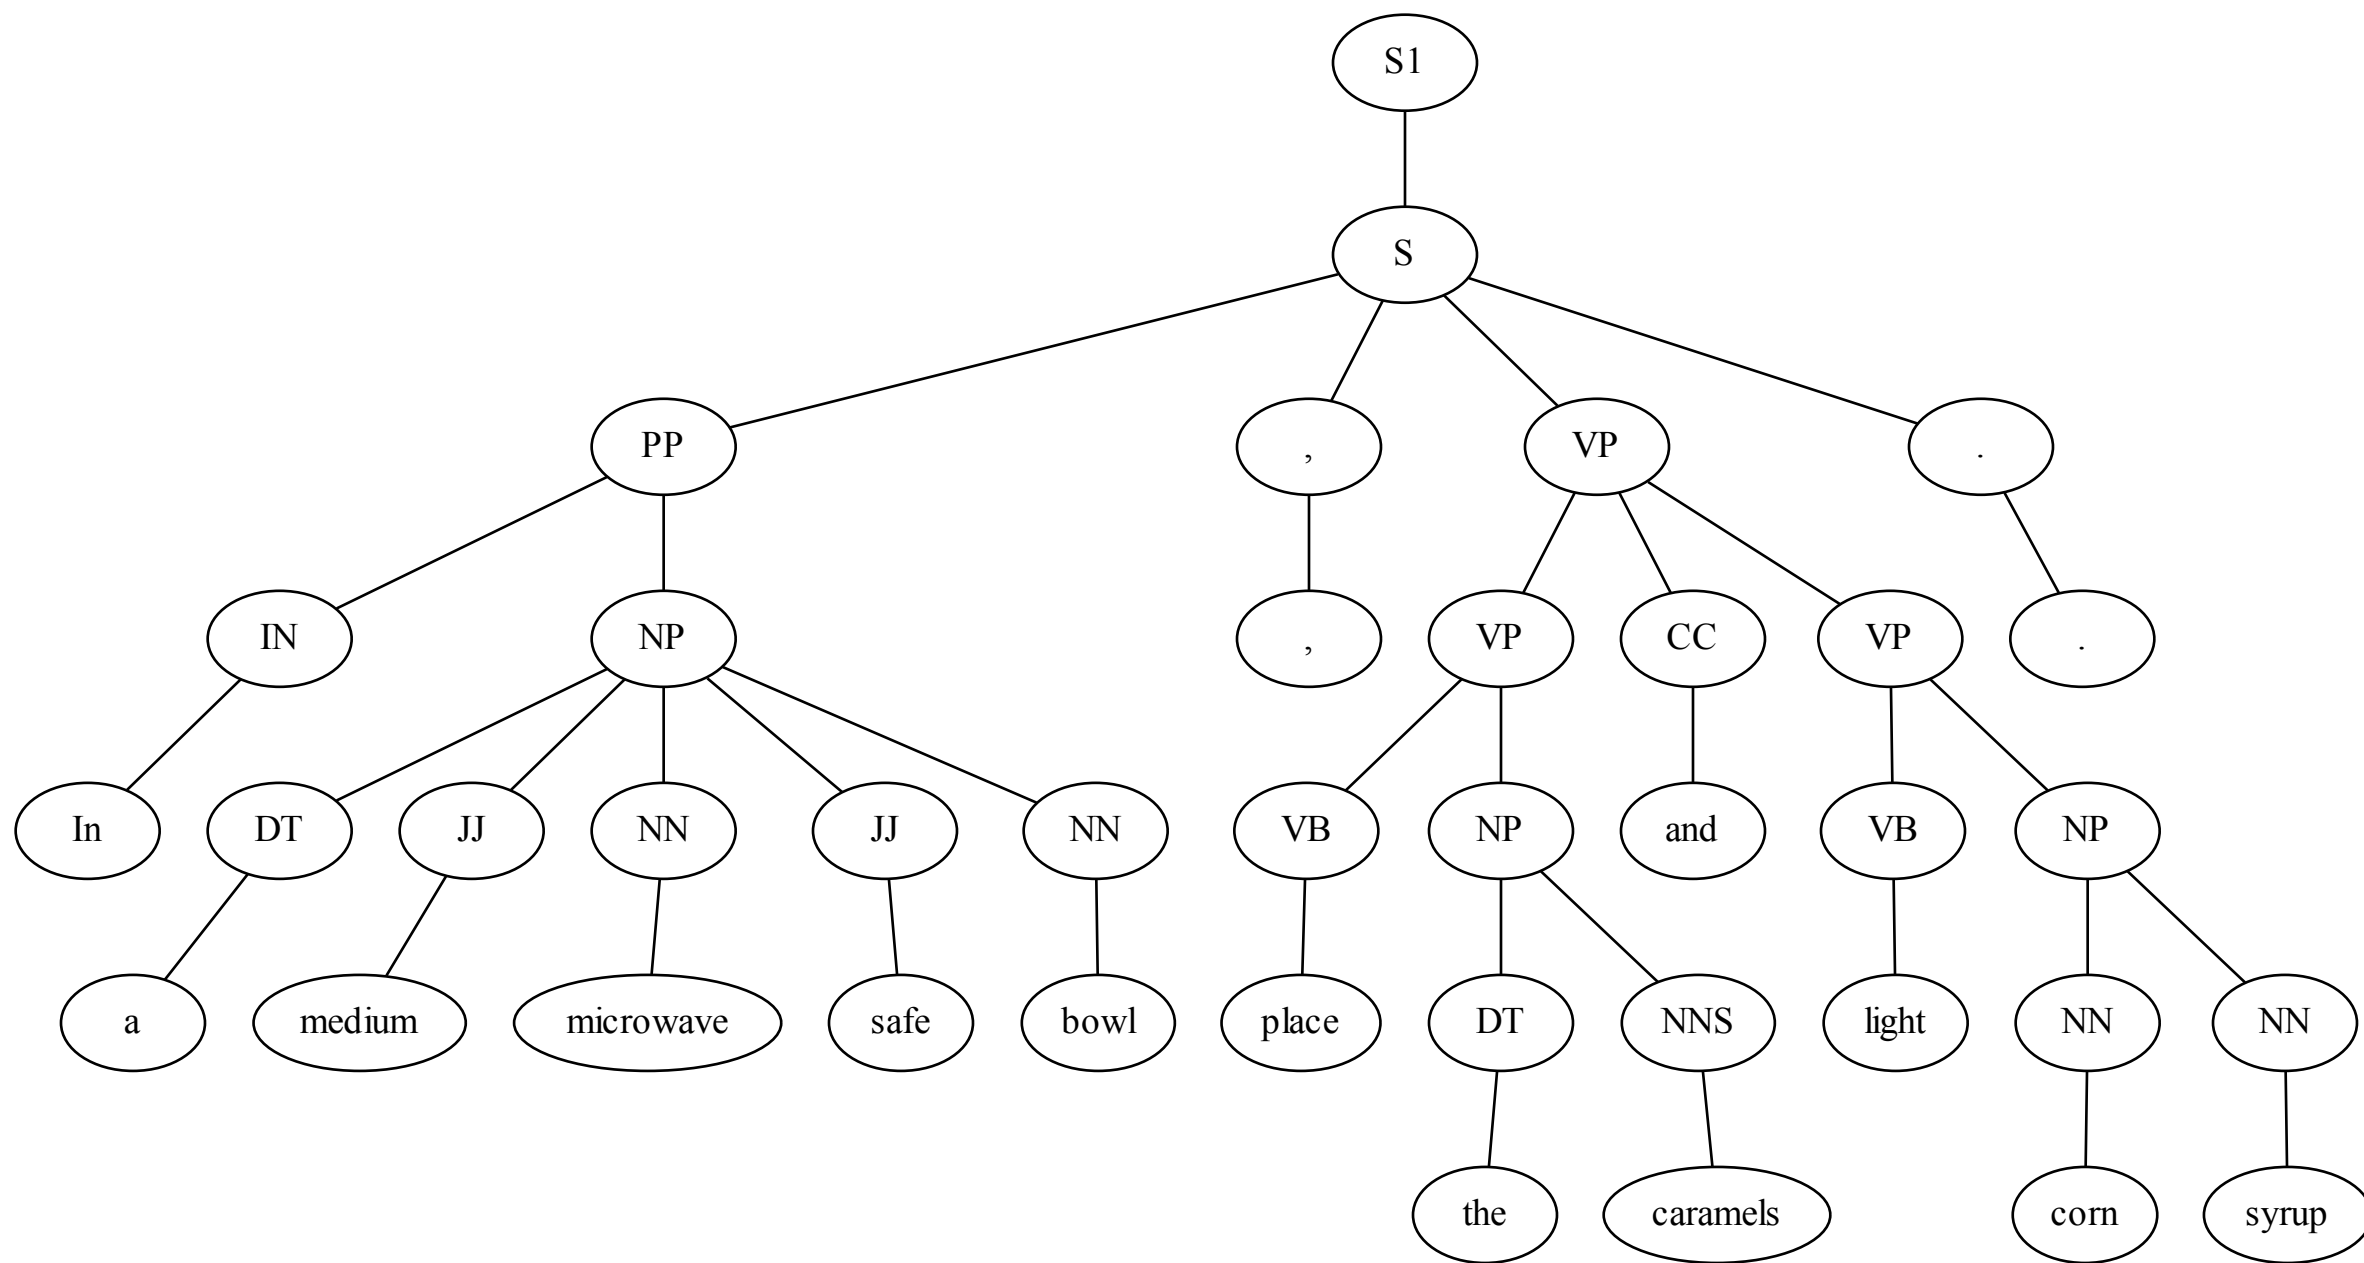 S1
S
PP , VP .
IN NP , VP CC VP .
In DT JJ NN JJ NN VB NP and VB NP
a medium microwave safe bowl place DT NNS light NN NN
the caramels corn syrup